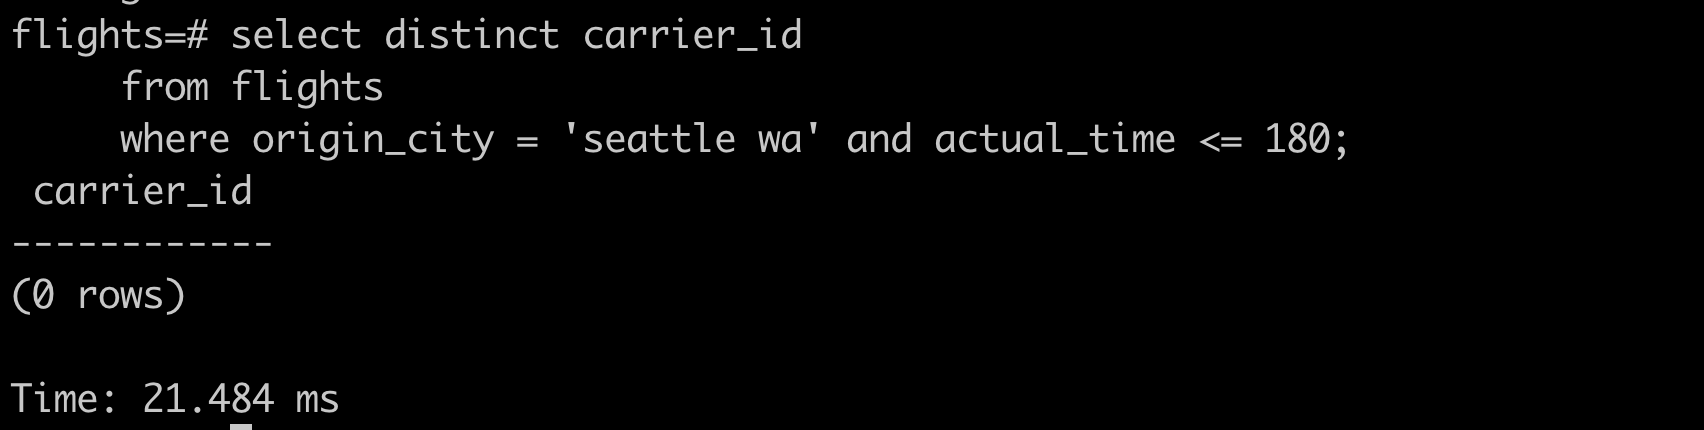 flights=# select distinct carrier_id
from flights
where origin_city = 'seattle wa' and actual_time <= 180;
carrier_id
------------
(0 rows)
Time: 21.484 ms